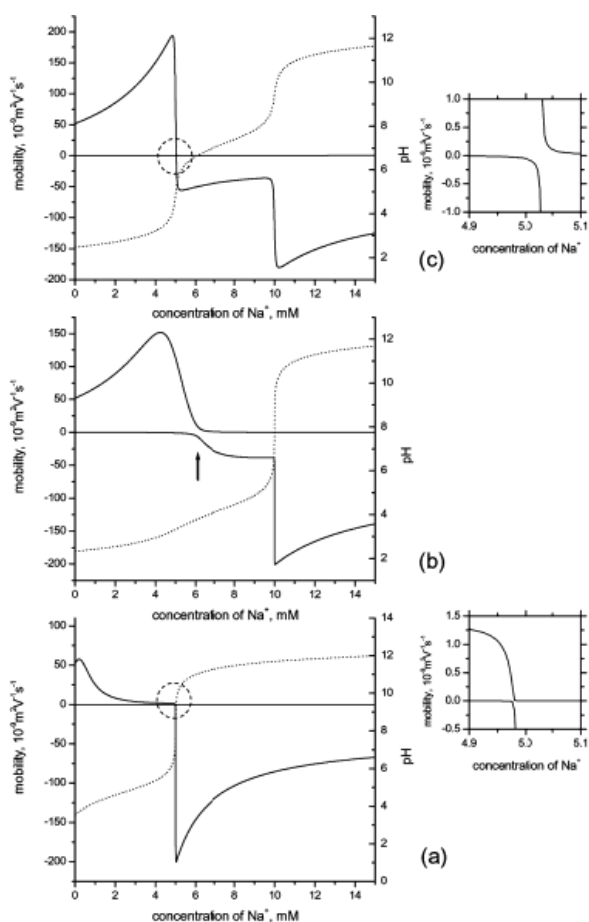 200
150
100
50
0
-50
-100
-150
-200
mobility, 10⁻⁹m²V⁻¹s⁻¹
12
10
8
6
4
2
pH
0 2 4 6 8 10 12 14
concentration of Na⁺, mM
(c)
1.0
0.5
0.0
-0.5
-1.0
mobility, 10⁻⁹m²V⁻¹s⁻¹
4.9 5.0 5.1
concentration of Na⁺
150
100
50
0
-50
-100
-150
-200
mobility, 10⁻⁹m²V⁻¹s⁻¹
12
10
8
6
4
2
pH
0 2 4 6 8 10 12 14
concentration of Na⁺, mM
(b)
100
50
0
-50
-100
-150
-200
mobility, 10⁻⁹m²V⁻¹s⁻¹
14
12
10
8
6
4
2
0
pH
0 2 4 6 8 10 12 14
concentration of Na⁺, mM
(a)
1.5
1.0
0.5
0.0
-0.5
mobility, 10⁻⁹m²V⁻¹s⁻¹
4.9 5.0 5.1
concentration of Na⁺